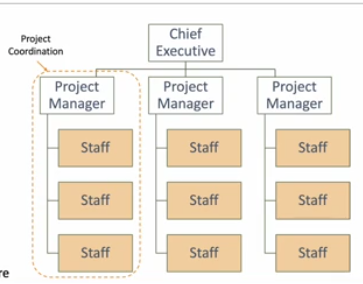 Project
Coordination
Chief
Executive
Project
Manager
Project
Manager
Project
Manager
Staff
Staff
Staff
Staff
Staff
Staff
Staff
Staff
Staff
re